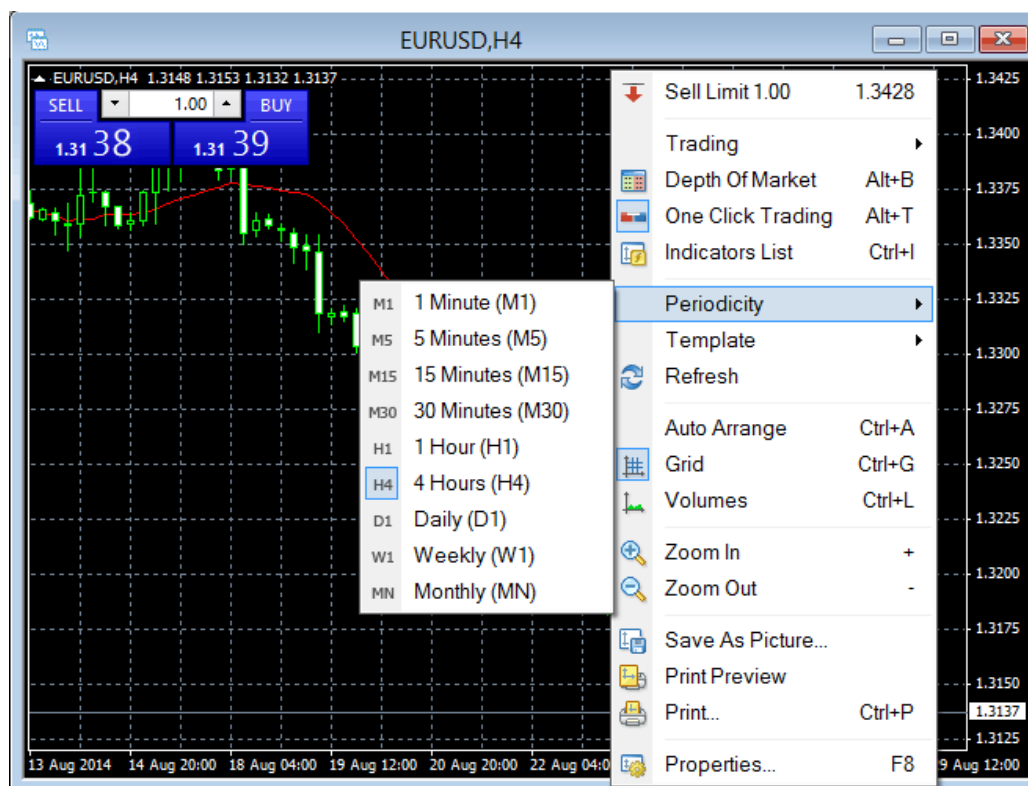 EURUSD,H4
EURUSD,H4 1.3148 1.3153 1.3132 1.3137
SELL 1.00 BUY
1.31 38 1.31 39
Sell Limit 1.00 1.3428
Trading
Depth Of Market Alt+B
One Click Trading Alt+T
Indicators List Ctrl+I
Periodicity
Template
Refresh
Auto Arrange Ctrl+A
Grid Ctrl+G
Volumes Ctrl+L
Zoom In +
Zoom Out -
Save As Picture...
Print Preview
Print... Ctrl+P
Properties... F8
M1 1 Minute (M1)
M5 5 Minutes (M5)
M15 15 Minutes (M15)
M30 30 Minutes (M30)
H1 1 Hour (H1)
H4 4 Hours (H4)
D1 Daily (D1)
W1 Weekly (W1)
MN Monthly (MN)
1.3425
1.3400
1.3375
1.3350
1.3325
1.3300
1.3275
1.3250
1.3225
1.3200
1.3175
1.3150
1.3137
1.3125
13 Aug 2014 14 Aug 20:00 18 Aug 04:00 19 Aug 12:00 20 Aug 20:00 22 Aug 04:0 9 Aug 12:00